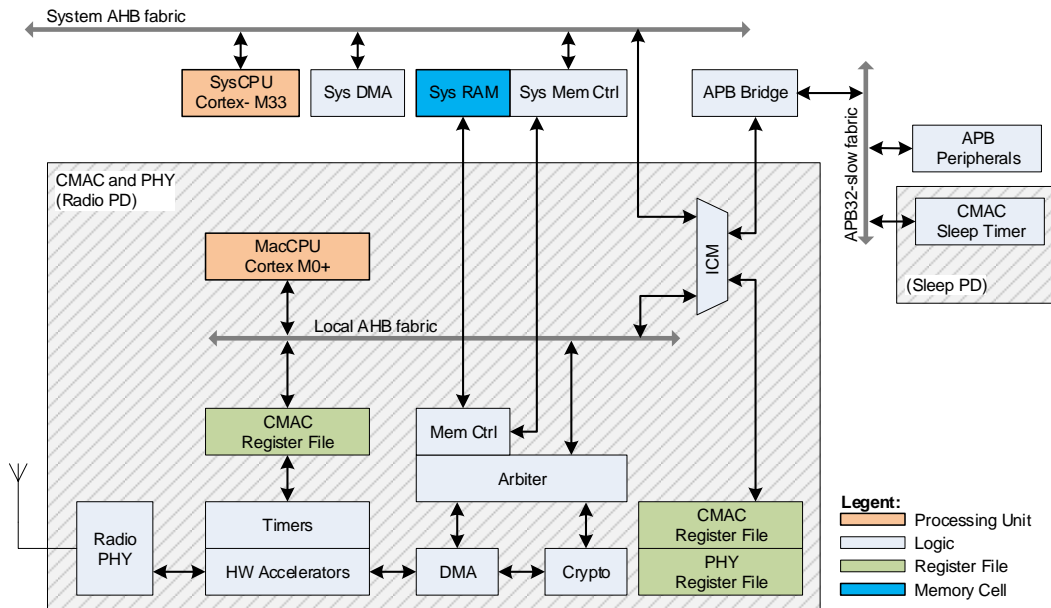 System AHB fabric
SysCPU
Cortex- M33
Sys DMA
Sys RAM
Sys Mem Ctrl
APB Bridge
APB32-slow fabric
APB
Peripherals
CMAC
Sleep Timer
(Sleep PD)
CMAC and PHY
(Radio PD)
MacCPU
Cortex M0+
ICM
Local AHB fabric
CMAC
Register File
Mem Ctrl
Arbiter
Radio
PHY
Timers
HW Accelerators
DMA
Crypto
CMAC
Register File
PHY
Register File
Legent:
Processing Unit
Logic
Register File
Memory Cell